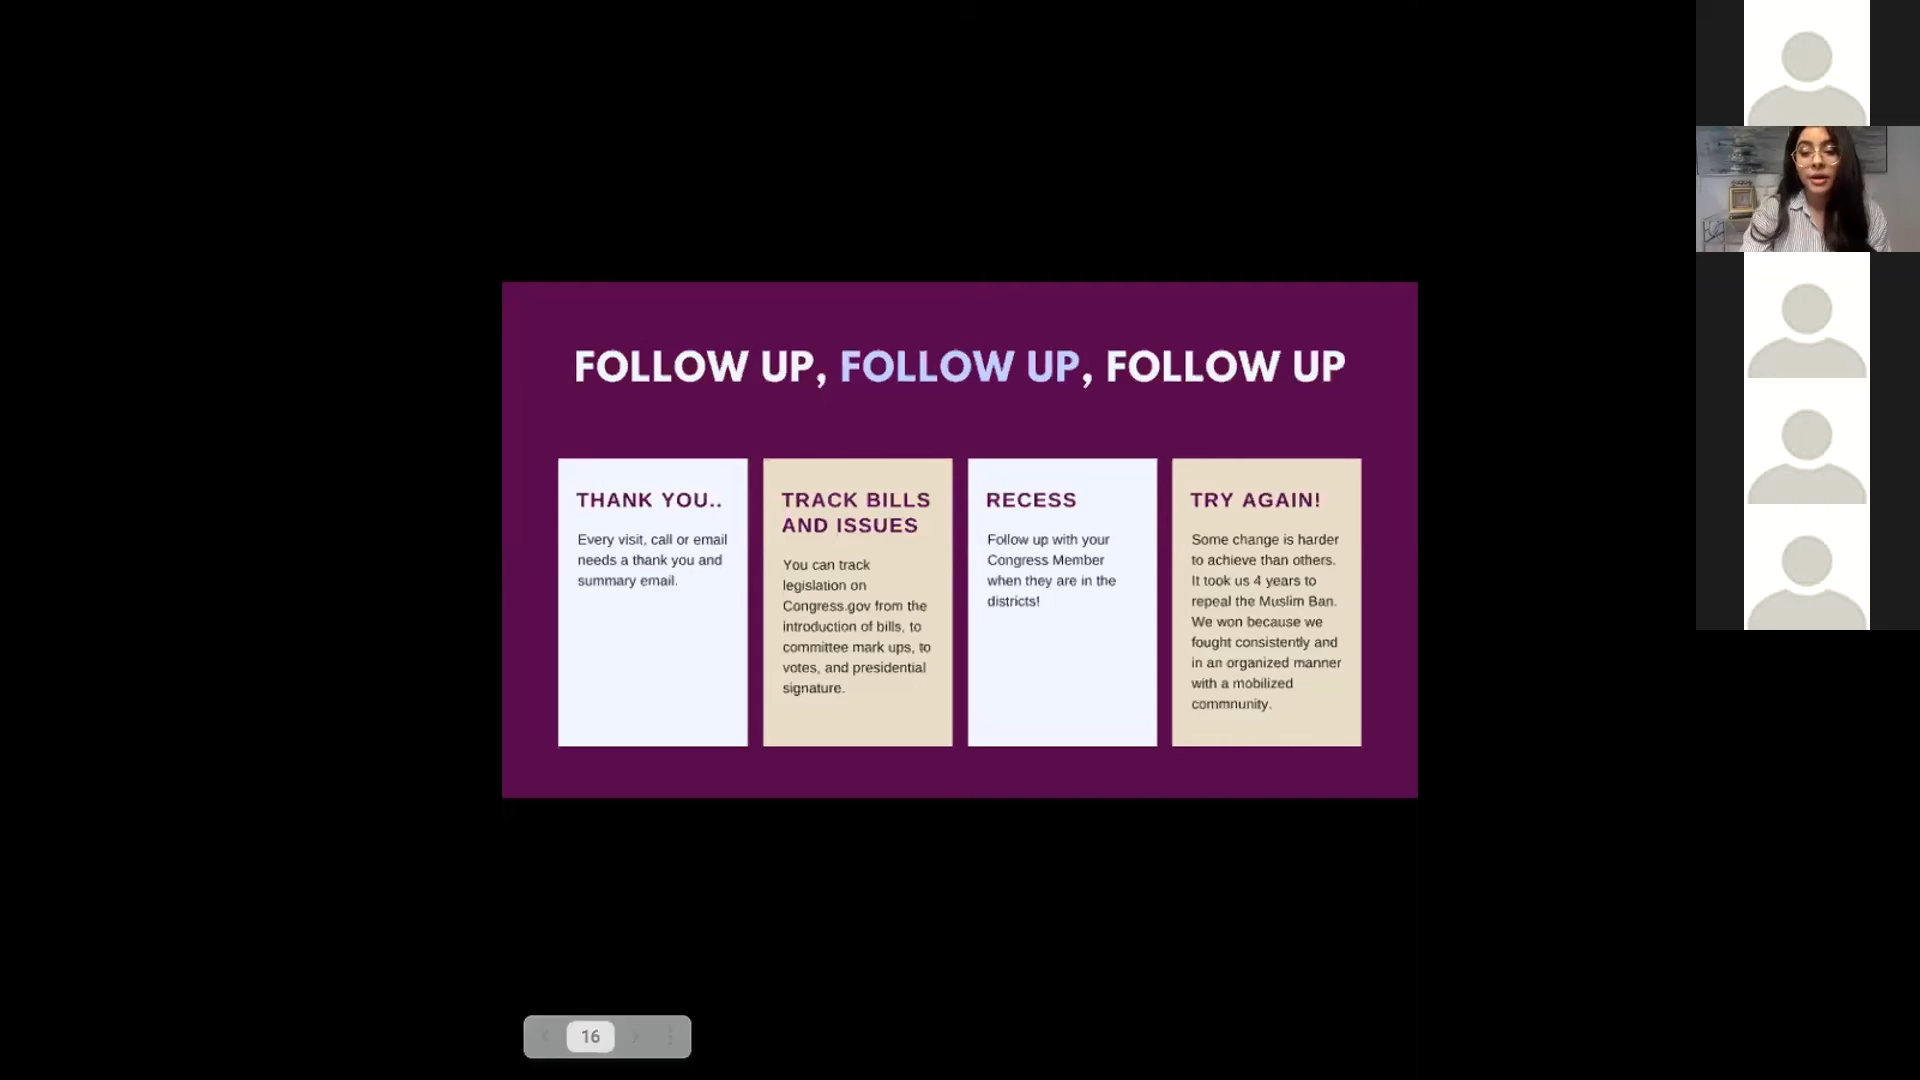 FOLLOW UP, FOLLOW UP, FOLLOW UP
THANK YOU..
Every visit, call or email
needs a thank you and
summary email.
TRACK BILLS
AND ISSUES
You can track
legislation on
Congress.gov from the
introduction of bills, to
committee mark ups, to
votes, and presidential
signature.
RECESS
Follow up with your
Congress Member
when they are in the
districts!
TRY AGAIN!
Some change is harder
to achieve than others.
It took us 4 years to
repeal the Muslim Ban.
We won because we
fought consistently and
in an organized manner
with a mobilized
commnunity.
16